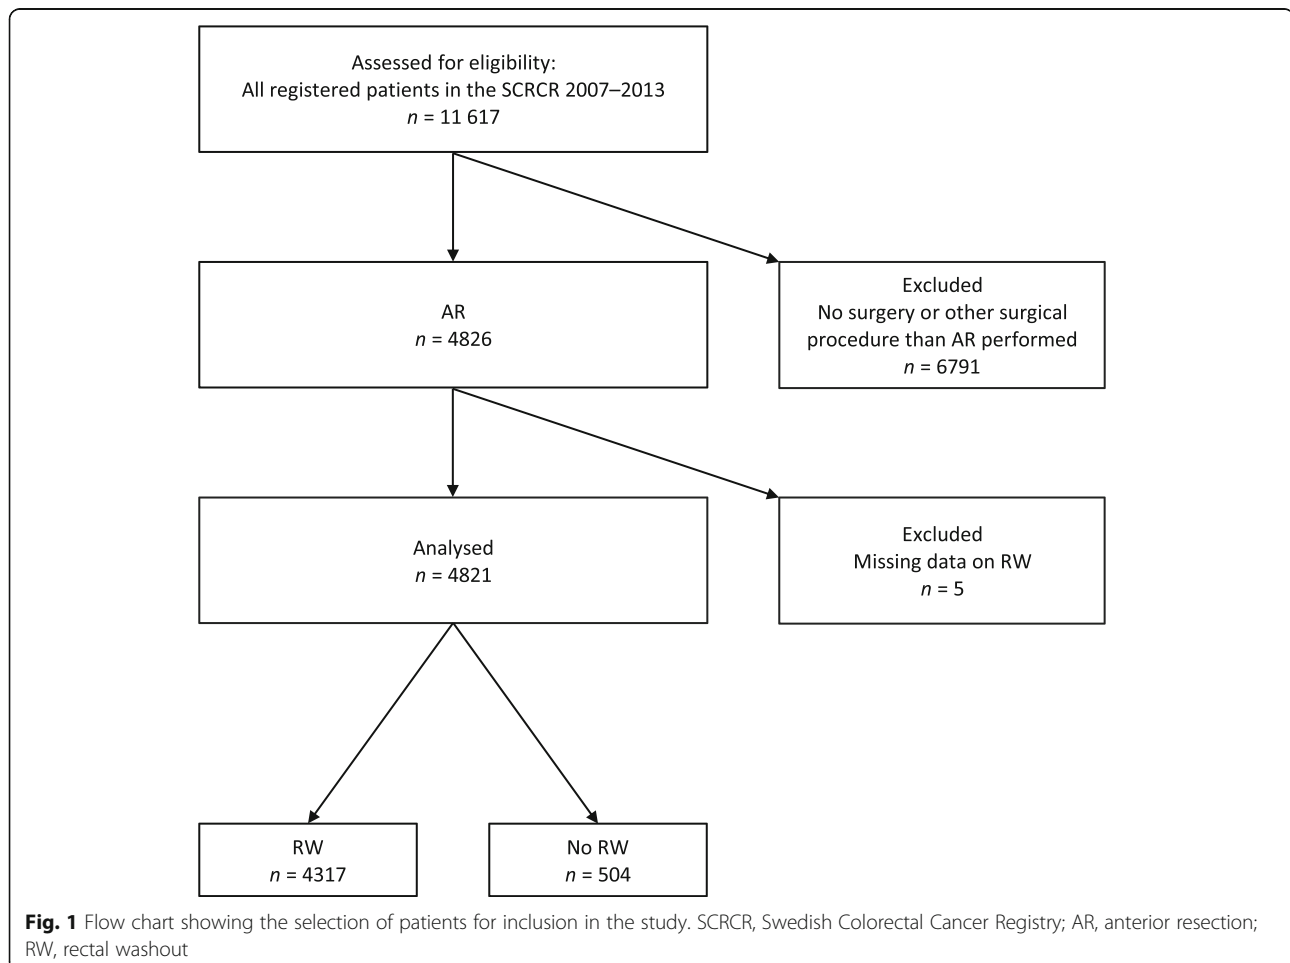 Assessed for eligibility:
All registered patients in the SCRCR 2007–2013
n = 11 617
AR
n = 4826
Excluded
No surgery or other surgical
procedure than AR performed
n = 6791
Analysed
n = 4821
Excluded
Missing data on RW
n = 5
RW
n = 4317
No RW
n = 504
Fig. 1 Flow chart showing the selection of patients for inclusion in the study. SCRCR, Swedish Colorectal Cancer Registry; AR, anterior resection;
RW, rectal washout